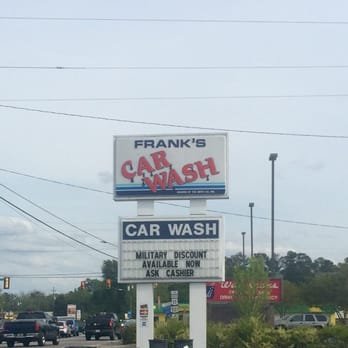 FRANK'S
CAR
WASH
CAR WASH
MILITARY DISCOUNT
AVAILABLE NOW
ASK CASHIER